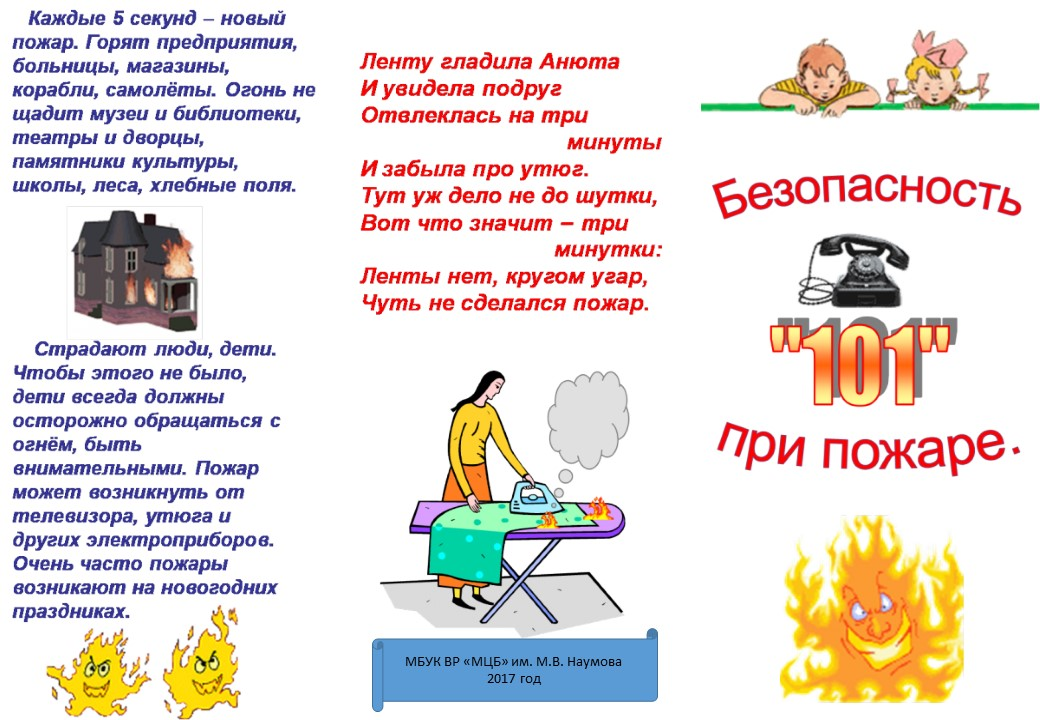 Каждые 5 секунд – новый
пожар. Горят предприятия,
больницы, магазины,
корабли, самолёты. Огонь не
щадит музеи и библиотеки,
театры и дворцы,
памятники культуры,
школы, леса, хлебные поля.
Страдают люди, дети.
Чтобы этого не было,
дети всегда должны
осторожно обращаться с
огнём, быть
внимательными. Пожар
может возникнуть от
телевизора, утюга и
других электроприборов.
Очень часто пожары
возникают на новогодних
праздниках.
Ленту гладила Анюта
И увидела подруг
Отвлеклась на три
минуты
И забыла про утюг.
Тут уж дело не до шутки,
Вот что значит – три
минутки:
Ленты нет, кругом угар,
Чуть не сделался пожар.
МБУК ВР «МЦБ» им. М.В. Наумова
2017 год
Безопасность
"101"
при пожаре.